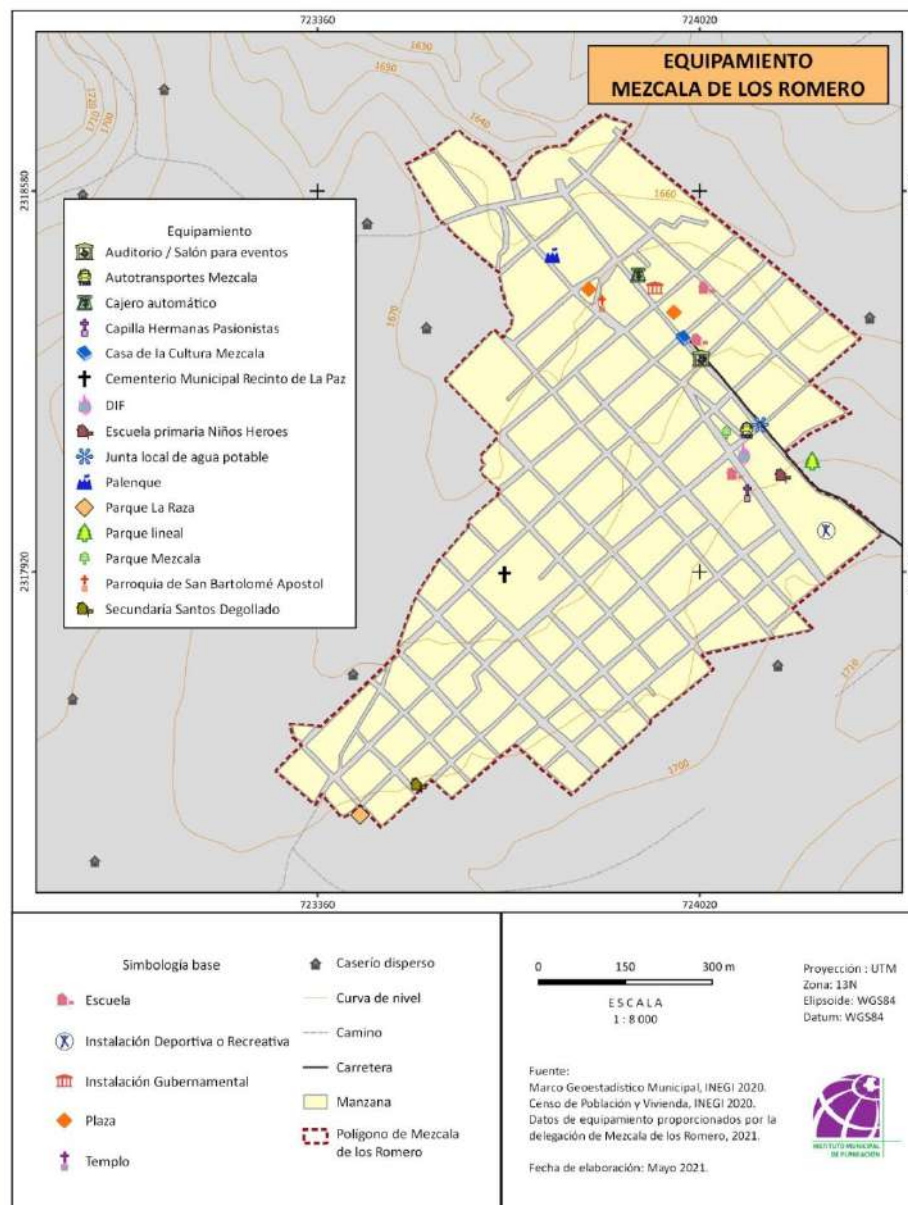 723360
724020
EQUIPAMIENTO
MEZCALA DE LOS ROMERO
1630
1690
1720
1710
1700
1640
2318580
1660
Equipamiento
Auditorio / Salón para eventos
Autotransportes Mezcala
Cajero automático
Capilla Hermanas Pasionistas
Casa de la Cultura Mezcala
Cementerio Municipal Recinto de La Paz
DIF
Escuela primaria Niños Heroes
Junta local de agua potable
Palenque
Parque La Raza
Parque lineal
Parque Mezcala
Parroquia de San Bartolomé Apostol
Secundaria Santos Degollado
1670
2317920
1710
1700
723360
724020
Simbología base
Escuela
Instalación Deportiva o Recreativa
Instalación Gubernamental
Plaza
Templo
Caserío disperso
Curva de nivel
Camino
Carretera
Manzana
Polígono de Mezcala
de los Romero
0 150 300 m
ESCALA
1 : 8 000
Proyección : UTM
Zona: 13N
Elipsoide: WGS84
Datum: WGS84
Fuente:
Marco Geoestadístico Municipal, INEGI 2020.
Censo de Población y Vivienda, INEGI 2020.
Datos de equipamiento proporcionados por la
delegación de Mezcala de los Romero, 2021.
Fecha de elaboración: Mayo 2021.
INSTITUTO MUNICIPAL
DE PLANEACIÓN